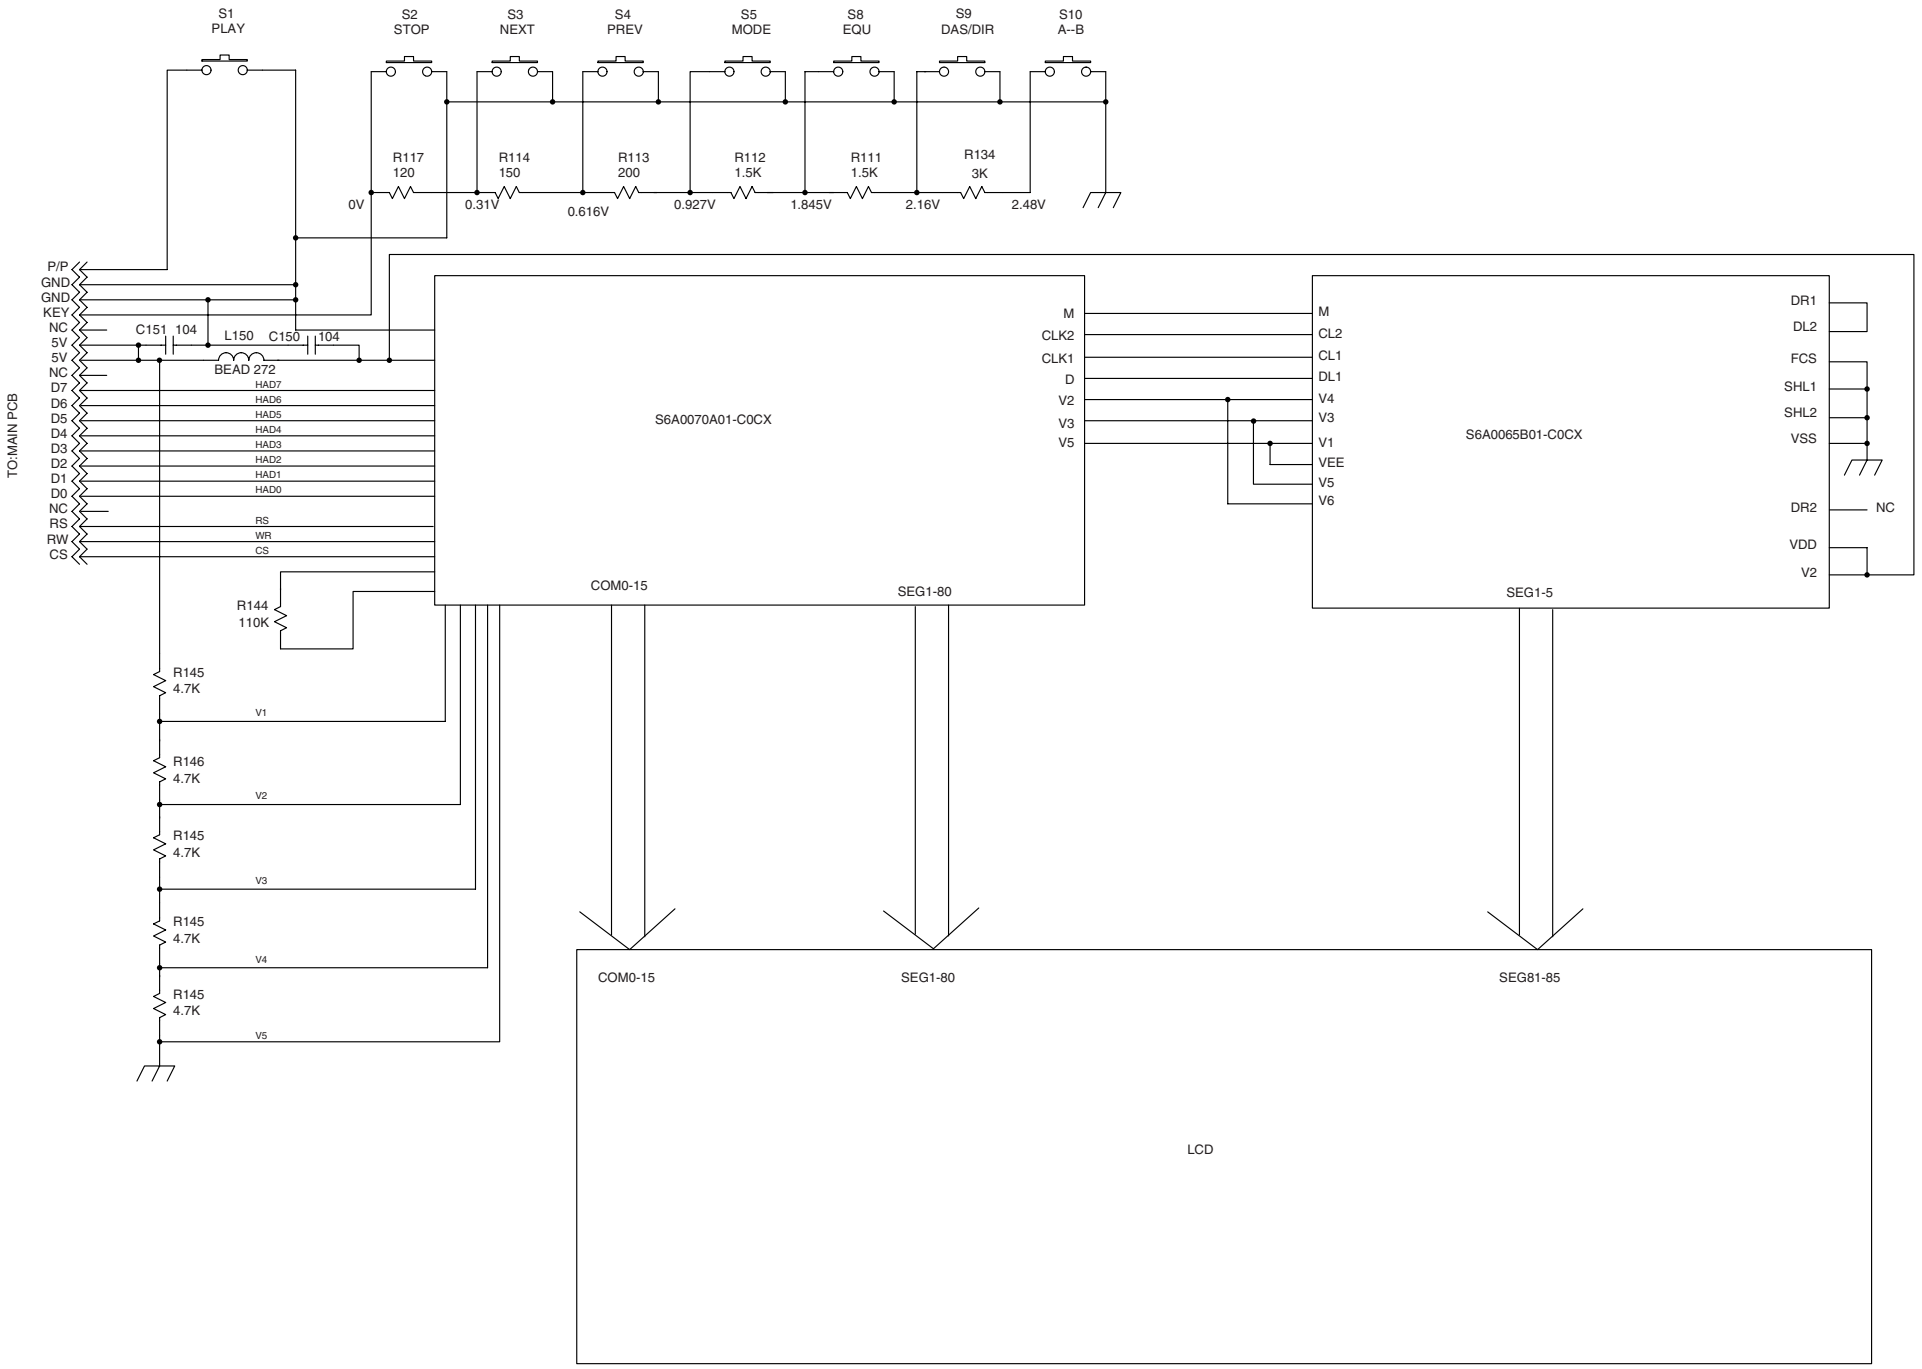 S1
PLAY
S2
STOP
S3
NEXT
S4
PREV
S5
MODE
S8
EQU
S9
DAS/DIR
S10
A--B
R117
120
R114
150
R113
200
R112
1.5K
R111
1.5K
R134
3K
0V
0.31V
0.616V
0.927V
1.845V
2.16V
2.48V
TO:MAIN PCB
P/P
GND
GND
KEY
NC
5V
5V
NC
D7
D6
D5
D4
D3
D2
D1
D0
NC
RS
RW
CS
C151 104
L150
C150 104
BEAD 272
HAD7
HAD6
HAD5
HAD4
HAD3
HAD2
HAD1
HAD0
RS
WR
CS
R144
110K
S6A0070A01-C0CX
M
CLK2
CLK1
D
V2
V3
V5
COM0-15
SEG1-80
M
CL2
CL1
DL1
V4
V3
V1
VEE
V5
V6
S6A0065B01-C0CX
DR1
DL2
FCS
SHL1
SHL2
VSS
DR2
NC
VDD
V2
SEG1-5
R145
4.7K
V1
R146
4.7K
V2
R145
4.7K
V3
R145
4.7K
V4
R145
4.7K
V5
COM0-15
SEG1-80
SEG81-85
LCD